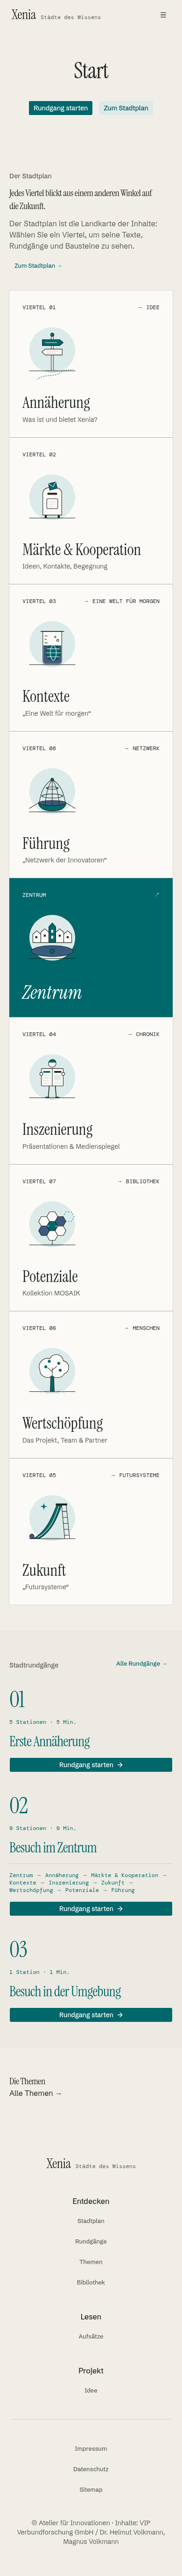 Xenia Städte des Wissens
Start
Rundgang starten
Zum Stadtplan
Der Stadtplan
Jedes Viertel blickt aus einem anderen Winkel auf
die Zukunft.
Der Stadtplan ist die Landkarte der Inhalte:
Wählen Sie ein Viertel, um seine Texte,
Rundgänge und Bausteine zu sehen.
Zum Stadtplan →
VIERTEL 01
→ IDEE
Annäherung
Was ist und bietet Xenia?
VIERTEL 02
Märkte & Kooperation
Ideen, Kontakte, Begegnung
VIERTEL 03
→ EINE WELT FÜR MORGEN
Kontexte
„Eine Welt für morgen“
VIERTEL 08
→ NETZWERK
Führung
„Netzwerk der Innovatoren“
ZENTRUM
↗
Zentrum
VIERTEL 04
→ CHRONIK
Inszenierung
Präsentationen & Medienspiegel
VIERTEL 07
→ BIBLIOTHEK
Potenziale
Kollektion MOSAIK
VIERTEL 06
→ MENSCHEN
Wertschöpfung
Das Projekt, Team & Partner
VIERTEL 05
→ FUTURSYSTEME
Zukunft
„Futursysteme“
Stadtrundgänge
Alle Rundgänge →
01
5 Stationen · 5 Min.
Erste Annäherung
Rundgang starten →
02
9 Stationen · 9 Min.
Besuch im Zentrum
Zentrum → Annäherung → Märkte & Kooperation →
Kontexte → Inszenierung → Zukunft →
Wertschöpfung → Potenziale → Führung
Rundgang starten →
03
1 Station · 1 Min.
Besuch in der Umgebung
Rundgang starten →
Die Themen
Alle Themen →
Xenia Städte des Wissens
Entdecken
Stadtplan
Rundgänge
Themen
Bibliothek
Lesen
Aufsätze
Projekt
Idee
Impressum
Datenschutz
Sitemap
© Atelier für Innovationen · Inhalte: VIP
Verbundforschung GmbH / Dr. Helmut Volkmann,
Magnus Volkmann